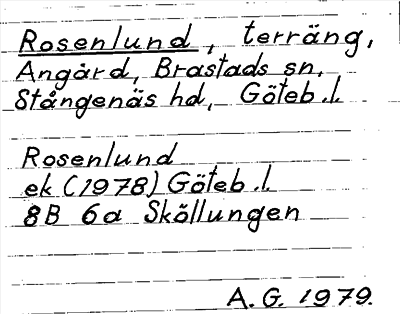 Rosenlund, terräng,
Angård, Brastads sn,
Stångenäs hd, Göteb.l.
Rosenlund
ek (1978) Göteb.l
8B 6a Sköllungen
A.G. 1979.